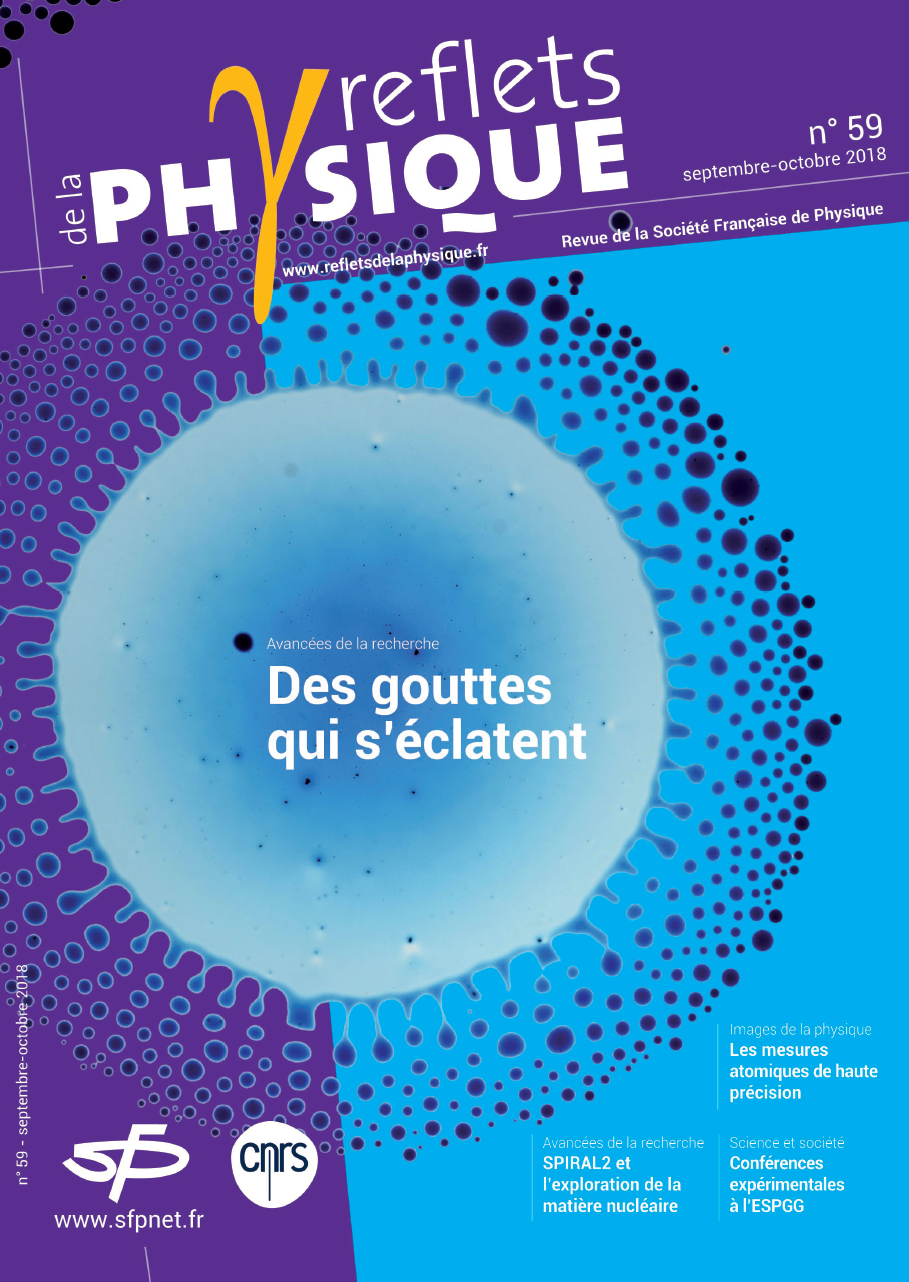 reflets
de la PHYSIQUE
n° 59
septembre-octobre 2018
Revue de la Société Française de Physique
www.refletsdelaphysique.fr
Avancées de la recherche
Des gouttes
qui s'éclatent
Images de la physique
Les mesures
atomiques de haute
précision
Avancées de la recherche
SPIRAL2 et
l'exploration de la
matière nucléaire
Science et société
Conférences
expérimentales
à l'ESPGG
n° 59 - septembre-octobre 2018
sfp
www.sfpnet.fr
cnrs